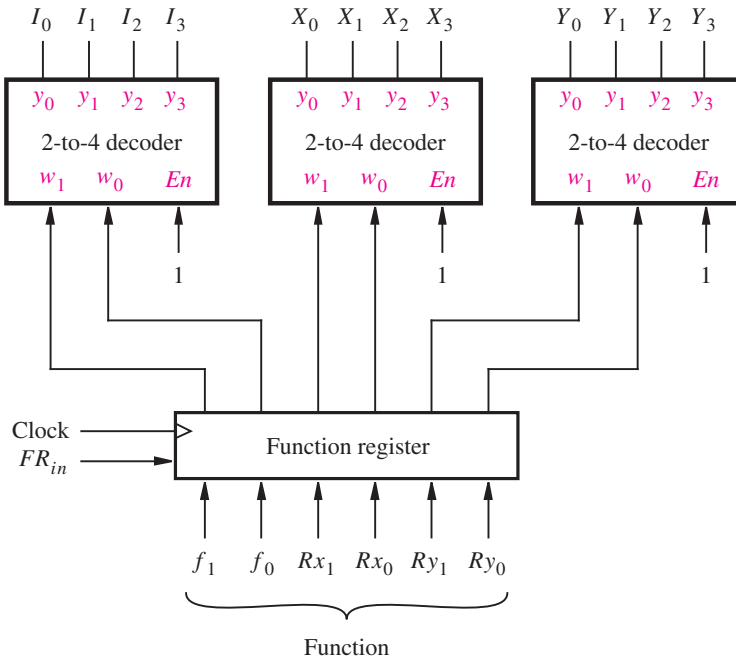 I0 I1 I2 I3 X0 X1 X2 X3 Y0 Y1 Y2 Y3
y0 y1 y2 y3 y0 y1 y2 y3 y0 y1 y2 y3
2-to-4 decoder 2-to-4 decoder 2-to-4 decoder
w1 w0 En w1 w0 En w1 w0 En
1 1 1
Clock
FRin
Function register
f1 f0 Rx1 Rx0 Ry1 Ry0
Function